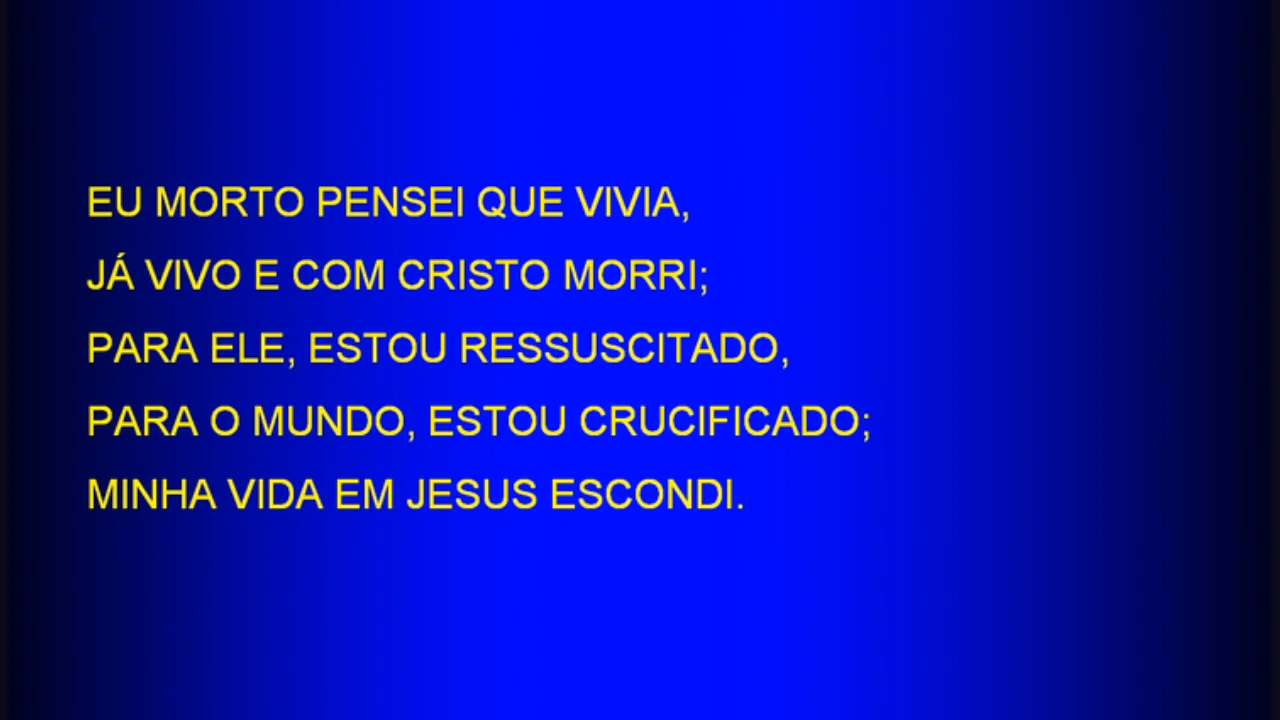 EU MORTO PENSEI QUE VIVIA,
JÁ VIVO E COM CRISTO MORRI;
PARA ELE, ESTOU RESSUSCITADO,
PARA O MUNDO, ESTOU CRUCIFICADO;
MINHA VIDA EM JESUS ESCONDI.